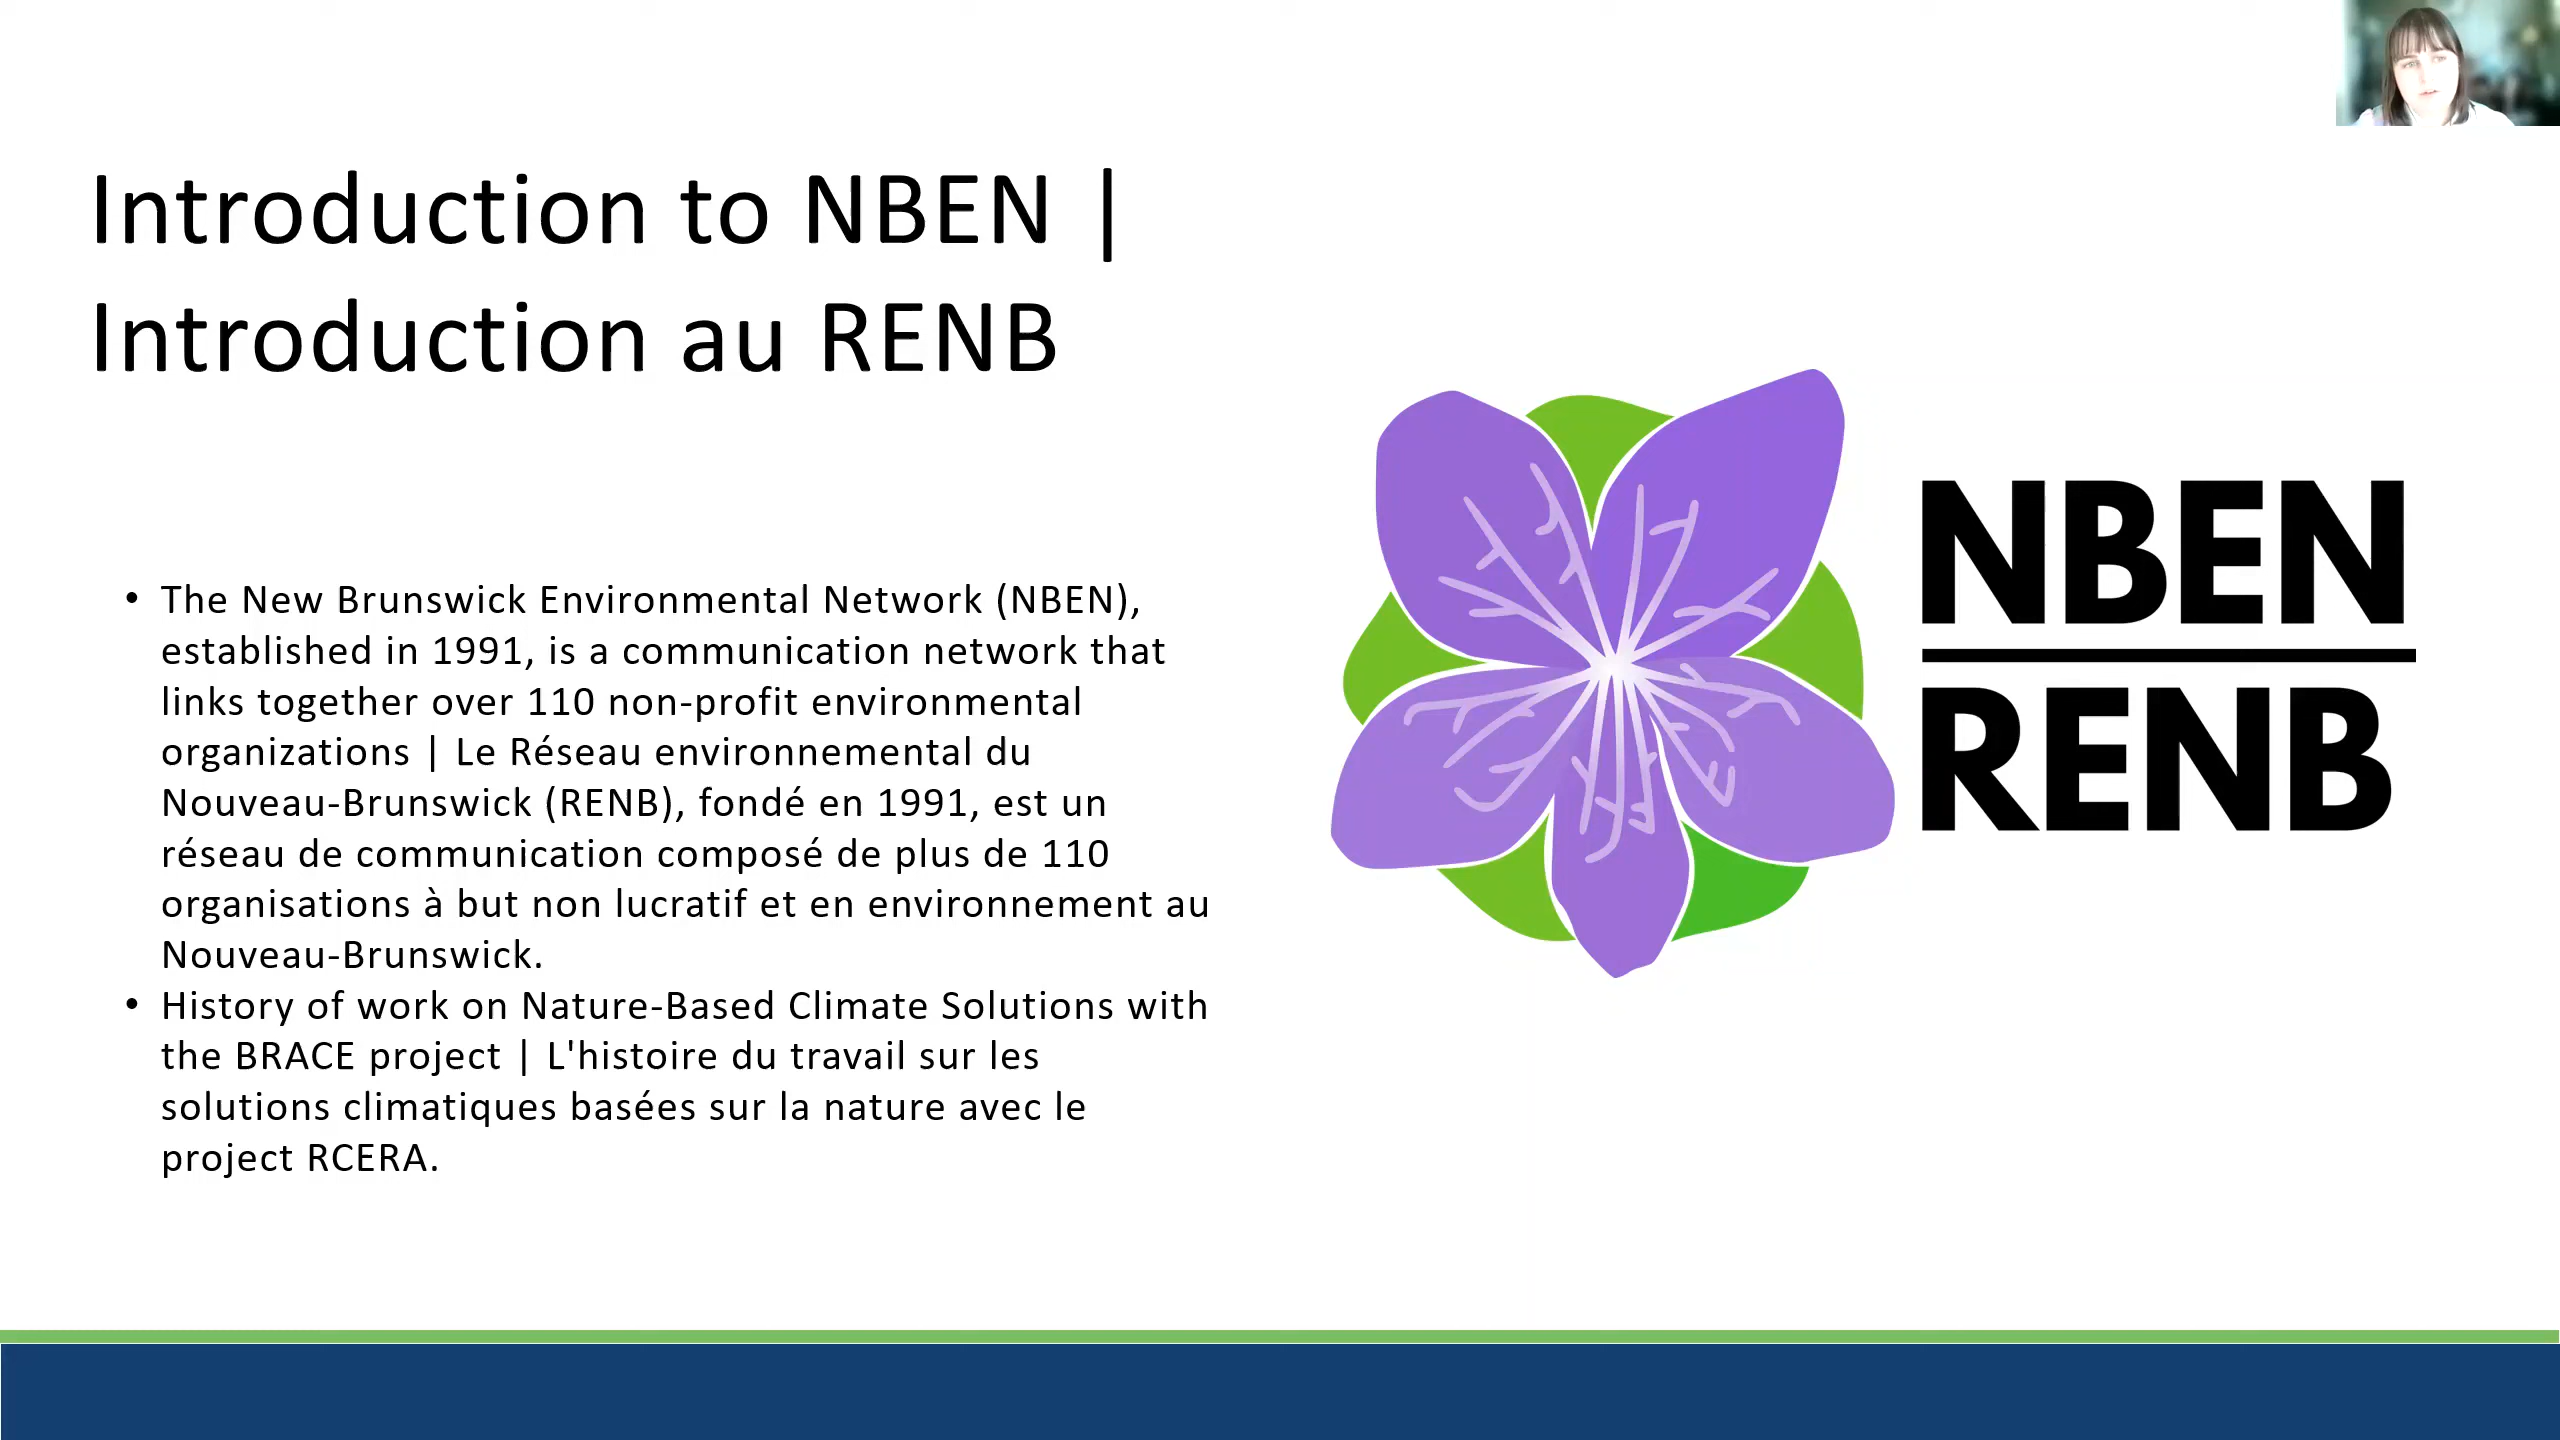 Introduction to NBEN |
Introduction au RENB
• The New Brunswick Environmental Network (NBEN),
established in 1991, is a communication network that
links together over 110 non-profit environmental
organizations | Le Réseau environnemental du
Nouveau-Brunswick (RENB), fondé en 1991, est un
réseau de communication composé de plus de 110
organisations à but non lucratif et en environnement au
Nouveau-Brunswick.
• History of work on Nature-Based Climate Solutions with
the BRACE project | L'histoire du travail sur les
solutions climatiques basées sur la nature avec le
project RCERA.
NBEN
RENB